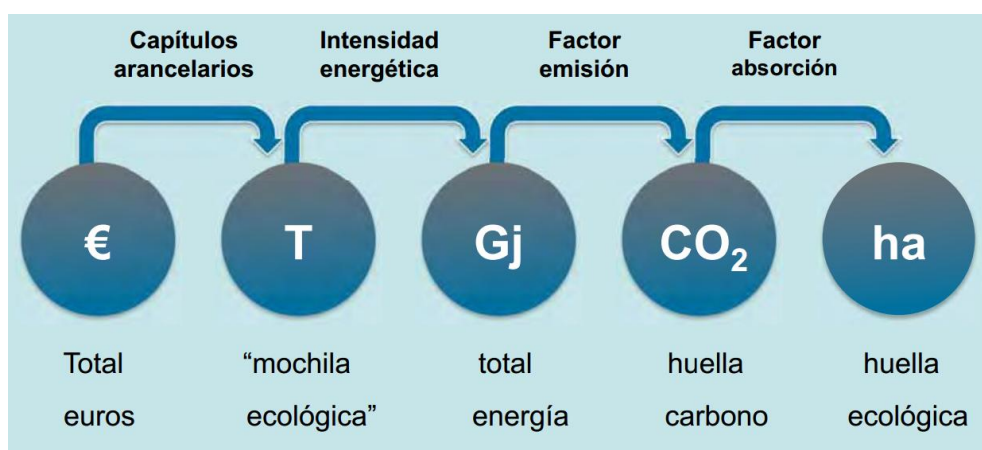 Capítulos
arancelarios
Intensidad
energética
Factor
emisión
Factor
absorción
€
T
Gj
CO₂
ha
Total
euros
“mochila
ecológica”
total
energía
huella
carbono
huella
ecológica